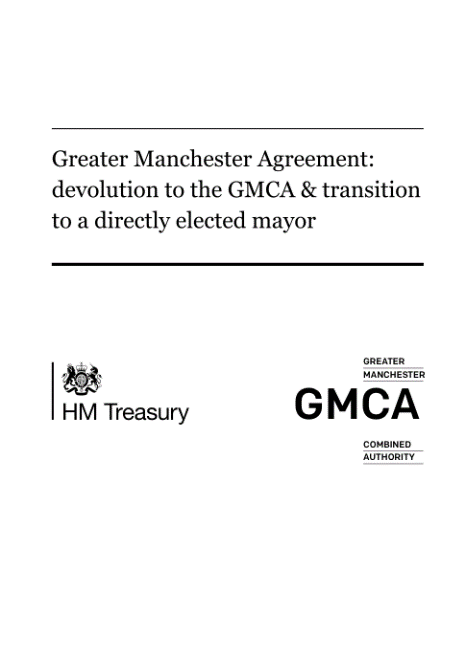 Greater Manchester Agreement:
devolution to the GMCA & transition
to a directly elected mayor
HM Treasury
GREATER
MANCHESTER
GMCA
COMBINED
AUTHORITY